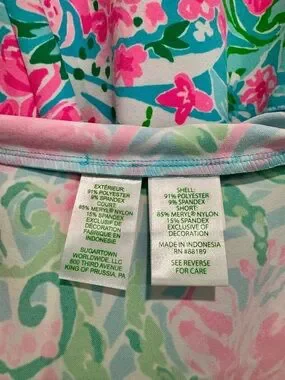 EXTÉRIEUR:
91% POLYESTER
9% SPANDEX
COURT:
85% MERYL® NYLON
15% SPANDEX
EXCLUSIF DE
DÉCORATION
FABRIQUÉ EN
INDONESIE
SUGARTOWN
WORLDWIDE, LLC
800 THIRD AVENUE
KING OF PRUSSIA, PA
SHELL:
91% POLYESTER
9% SPANDEX
SHORT:
85% MERYL® NYLON
15% SPANDEX
EXCLUSIVE OF
DECORATION
MADE IN INDONESIA
RN #88189
SEE REVERSE
FOR CARE